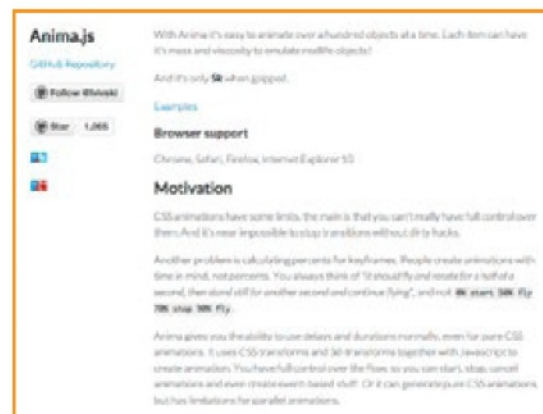 Anima.js
GitHub Repository
Follow @lvivski
Star 1,065
With Anima it's easy to animate over a hundred objects at a time. Each item can have
it's mass and viscosity to emulate reallife objects!
And it's only 5k when gzipped.
Examples
Browser support
Chrome, Safari, Firefox, Internet Explorer 10
Motivation
CSS animations have some limits, the main is that you can't really have full control over
them. And it's near impossible to stop transitions without dirty hacks.
Another problem is calculating percents for keyframes. People create animations with
time in mind, not percents. You always think of "it should fly and rotate for a half of a
second, then stand still for another second and continue flying", and not 0% start 50% fly
70% stop 90% fly.
Anima gives you the ability to use delays and durations normally, even for pure CSS
animations. It uses CSS transforms and 3d-transforms together with Javascript to
create animation. You have full control over the flow, so you can start, stop, cancel
animations and even create event based stuff. Or it can generate pure CSS animations,
but has limitations for parallel animations.